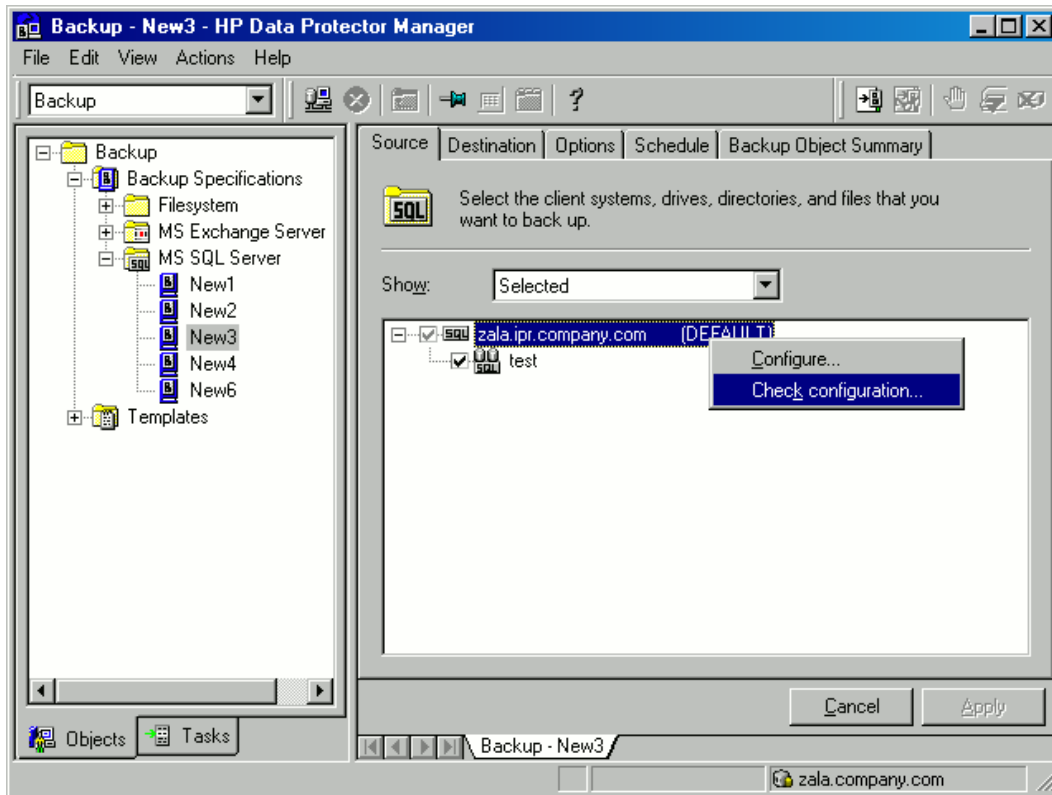 Backup - New3 - HP Data Protector Manager
File Edit View Actions Help
Backup
Backup
Backup Specifications
Filesystem
MS Exchange Server
MS SQL Server
New1
New2
New3
New4
New6
Templates
Objects Tasks
Source Destination Options Schedule Backup Object Summary
SQL
Select the client systems, drives, directories, and files that you
want to back up.
Show: Selected
SQL zala.ipr.company.com (DEFAULT)
SQL test
Configure...
Check configuration...
Cancel Apply
Backup - New3
zala.company.com